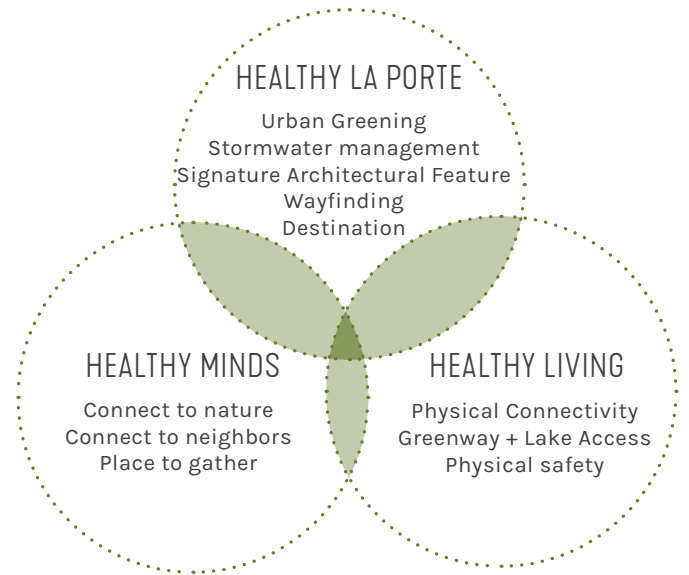 HEALTHY LA PORTE
Urban Greening
Stormwater management
Signature Architectural Feature
Wayfinding
Destination
HEALTHY MINDS
Connect to nature
Connect to neighbors
Place to gather
HEALTHY LIVING
Physical Connectivity
Greenway + Lake Access
Physical safety